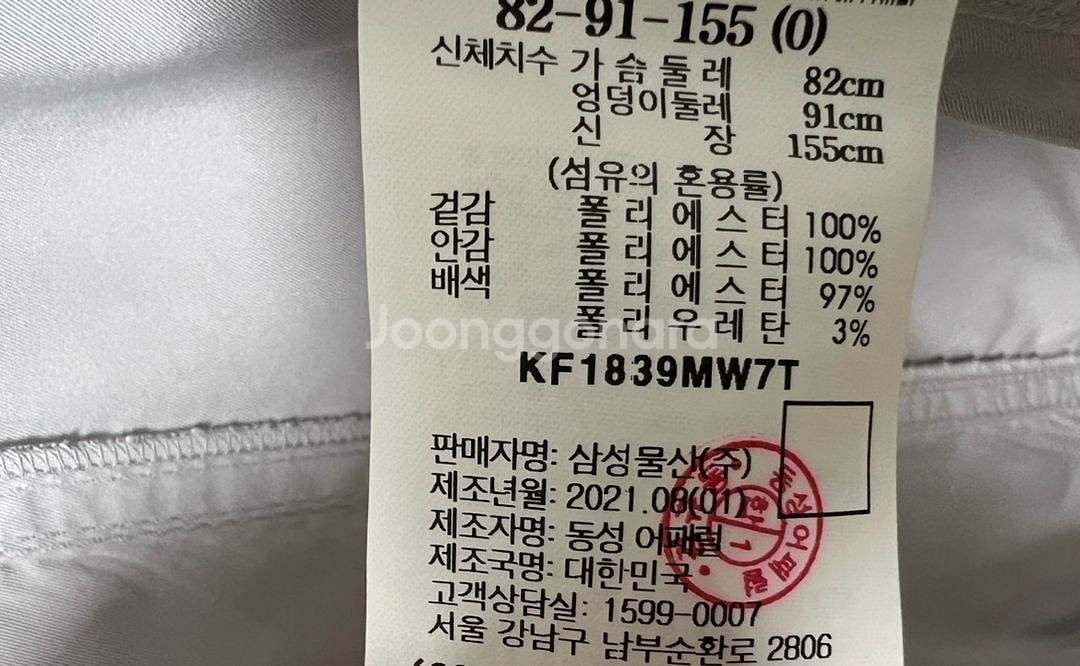 82-91-155 (0)
신체치수 가 슴 둘 레 82cm
엉덩이둘레 91cm
신 장 155cm
(섬유의 혼용률)
겉감 폴 리 에 스 터 100%
안감 폴 리 에 스 터 100%
배색 폴 리 에 스 터 97%
폴 리 우 레 탄 3%
Joonggonara
KF1839MW7T
판매자명: 삼성물산(주)
제조년월: 2021.08(01)
제조자명: 동성 어패럴
제조국명: 대한민국
고객상담실: 1599-0007
서울 강남구 남부순환로 2806